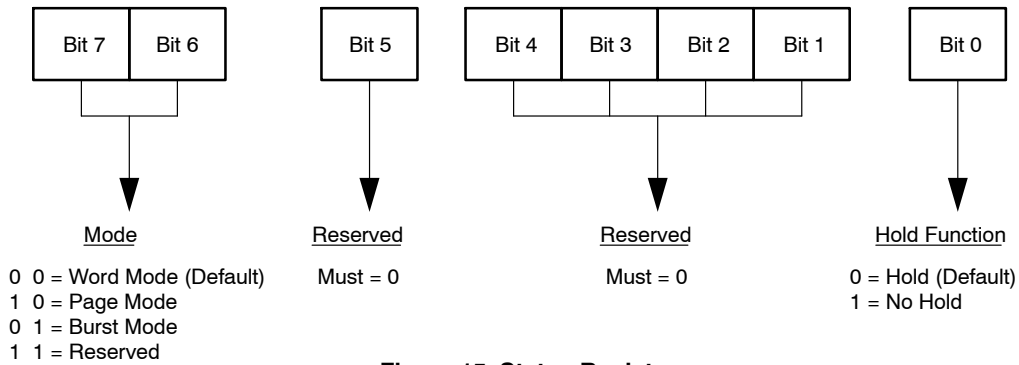 Bit 7 Bit 6 Bit 5 Bit 4 Bit 3 Bit 2 Bit 1 Bit 0
Mode Reserved Reserved Hold Function
0 0 = Word Mode (Default) Must = 0 Must = 0 0 = Hold (Default)
1 0 = Page Mode 1 = No Hold
0 1 = Burst Mode
1 1 = Reserved